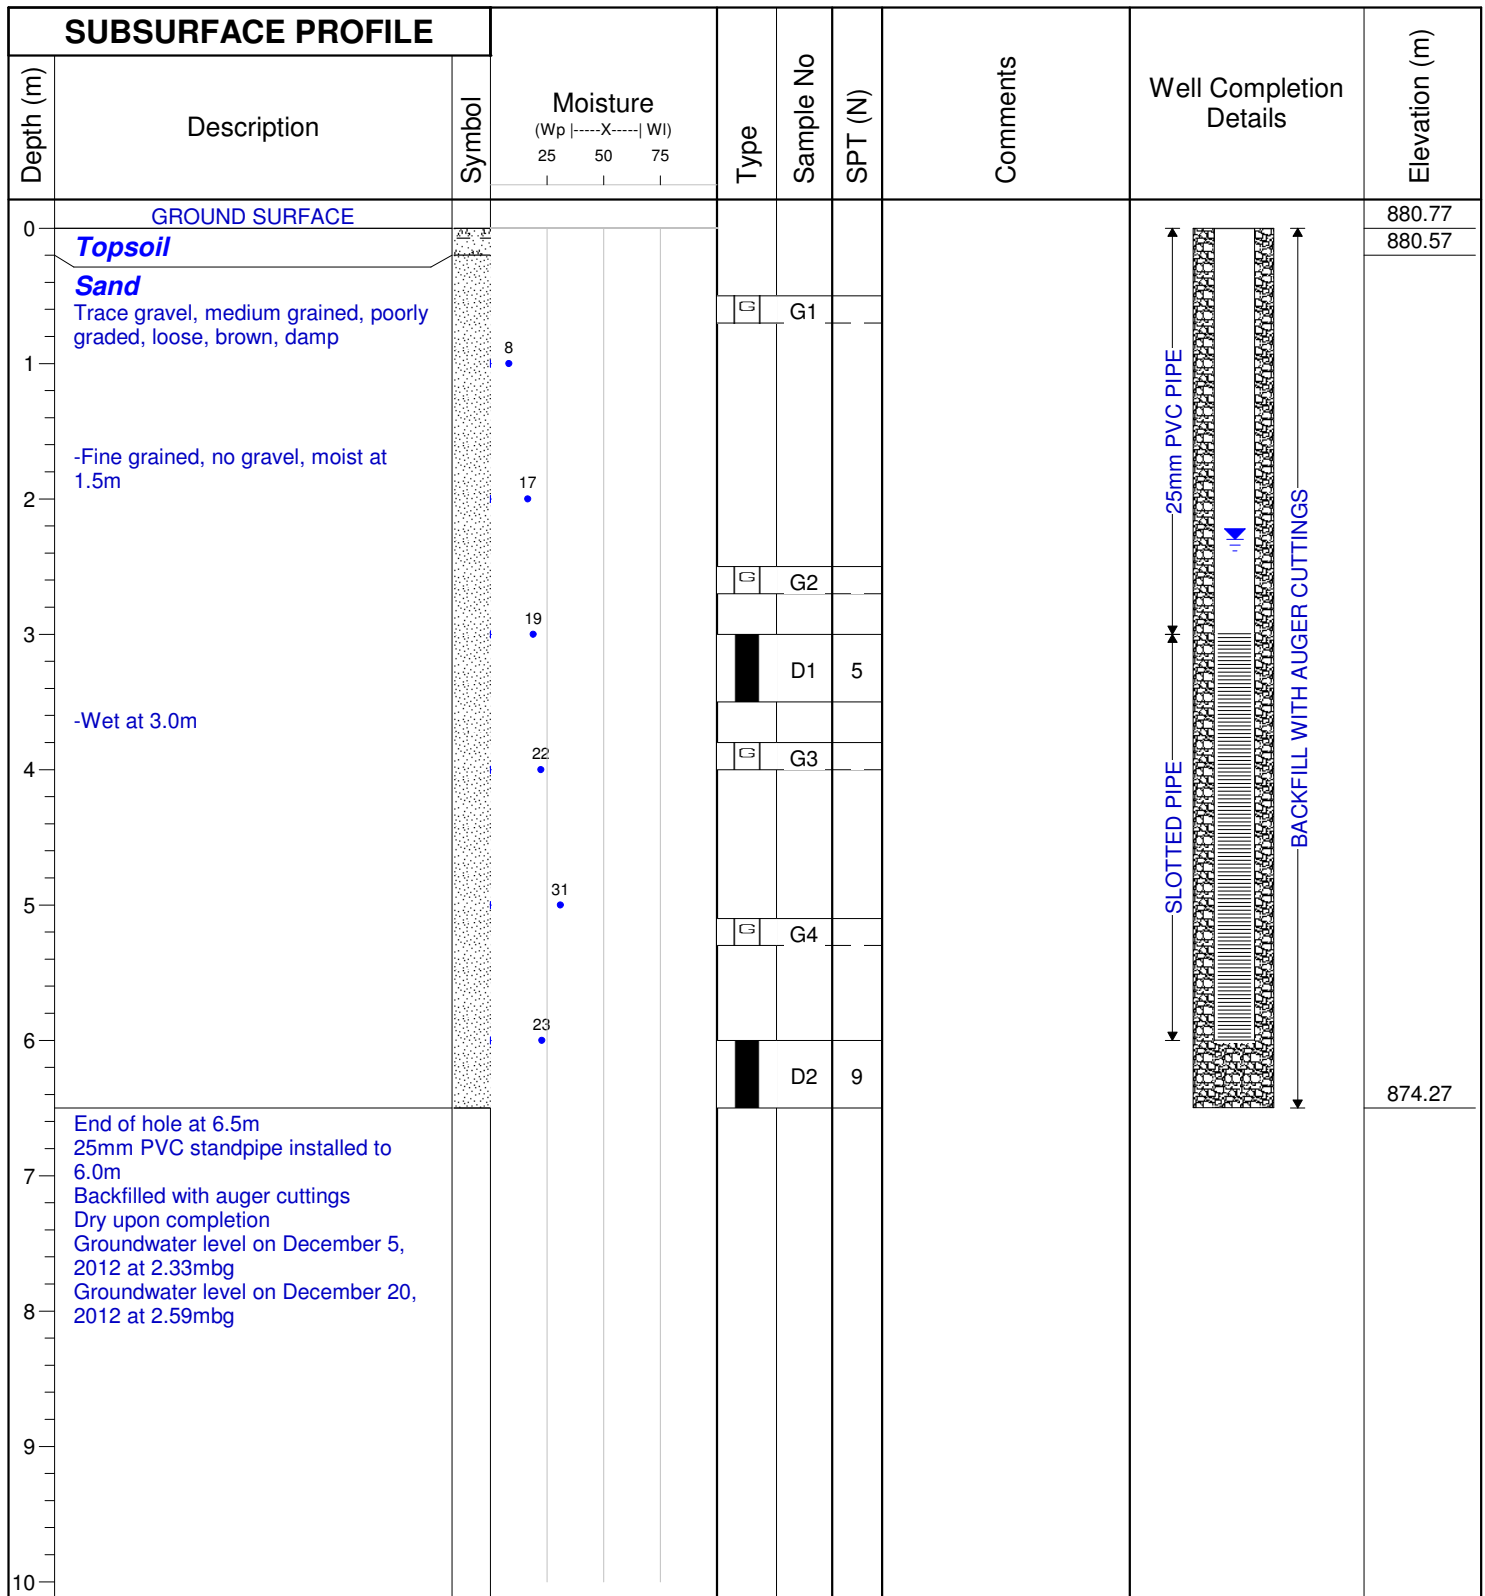 SUBSURFACE PROFILE
Depth (m)
Description
Symbol
Moisture
(Wp |-----X-----| Wl)
25 50 75
Type
Sample No
SPT (N)
Comments
Well Completion
Details
Elevation (m)
GROUND SURFACE
880.77
0
Topsoil
880.57
Sand
Trace gravel, medium grained, poorly
graded, loose, brown, damp
G G1
8
1
-Fine grained, no gravel, moist at
1.5m
17
2
G G2
19
3
D1 5
-Wet at 3.0m
22
G G3
4
31
5
G G4
23
6
D2 9
25mm PVC PIPE
SLOTTED PIPE
BACKFILL WITH AUGER CUTTINGS
874.27
End of hole at 6.5m
25mm PVC standpipe installed to
6.0m
7
Backfilled with auger cuttings
Dry upon completion
Groundwater level on December 5,
2012 at 2.33mbg
Groundwater level on December 20,
2012 at 2.59mbg
8
9
10